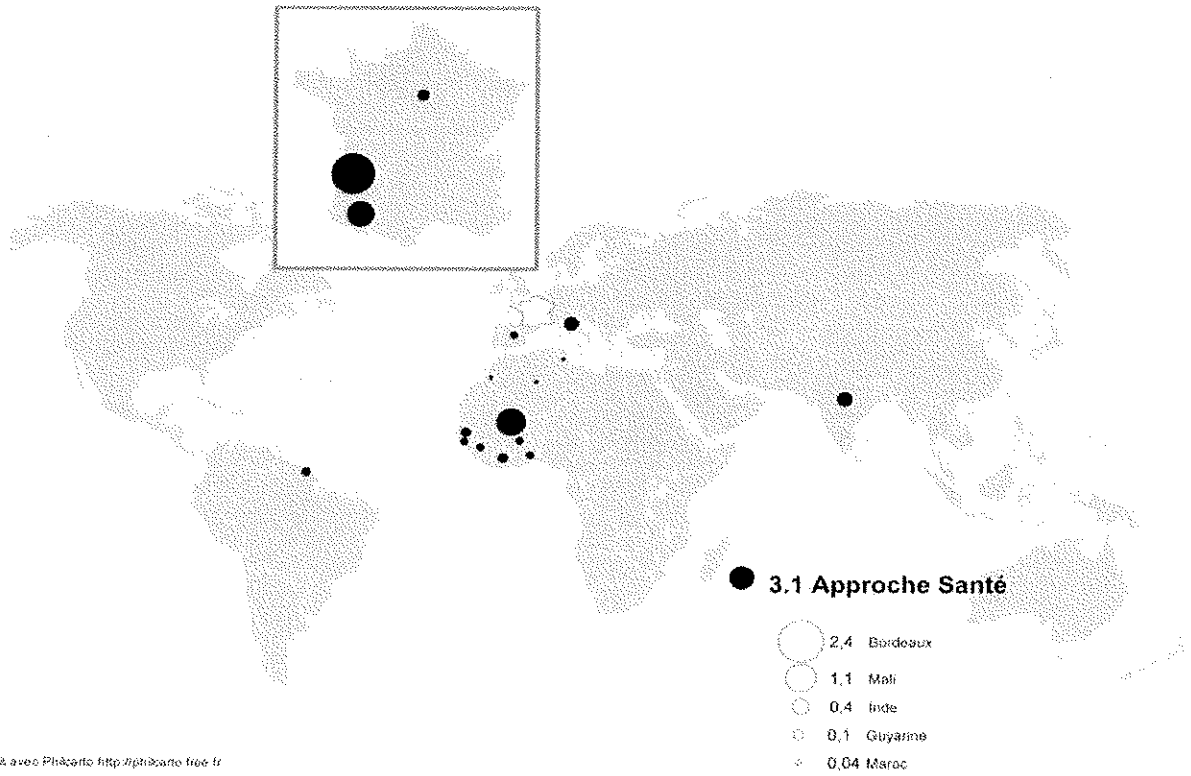 3.1 Approche Santé
2,4 Bordeaux
1,1 Mali
0,4 Inde
0,1 Guyanne
0,04 Maroc
avec Philcarto http://philcarto.free.fr